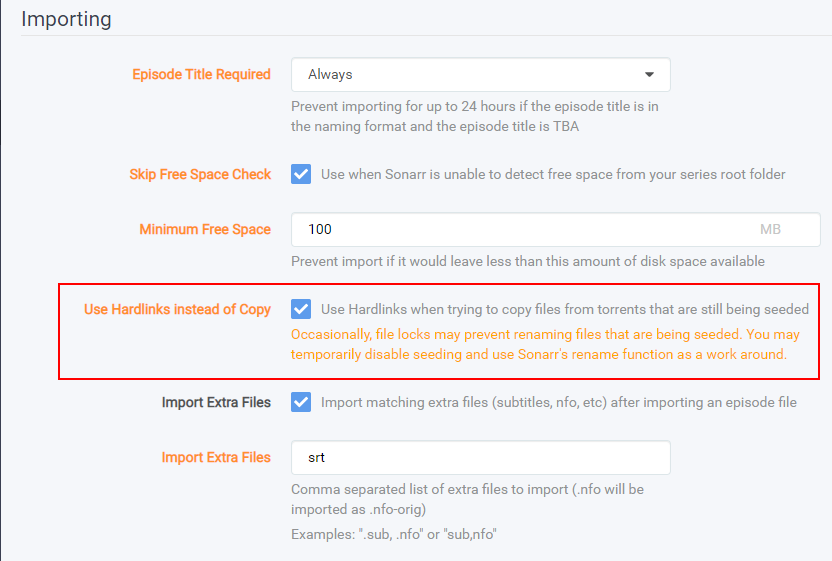 Importing
Episode Title Required
Always
Prevent importing for up to 24 hours if the episode title is in
the naming format and the episode title is TBA
Skip Free Space Check
Use when Sonarr is unable to detect free space from your series root folder
Minimum Free Space
100
MB
Prevent import if it would leave less than this amount of disk space available
Use Hardlinks instead of Copy
Use Hardlinks when trying to copy files from torrents that are still being seeded
Occasionally, file locks may prevent renaming files that are being seeded. You may
temporarily disable seeding and use Sonarr's rename function as a work around.
Import Extra Files
Import matching extra files (subtitles, nfo, etc) after importing an episode file
Import Extra Files
srt
Comma separated list of extra files to import (.nfo will be
imported as .nfo-orig)
Examples: ".sub, .nfo" or "sub,nfo"